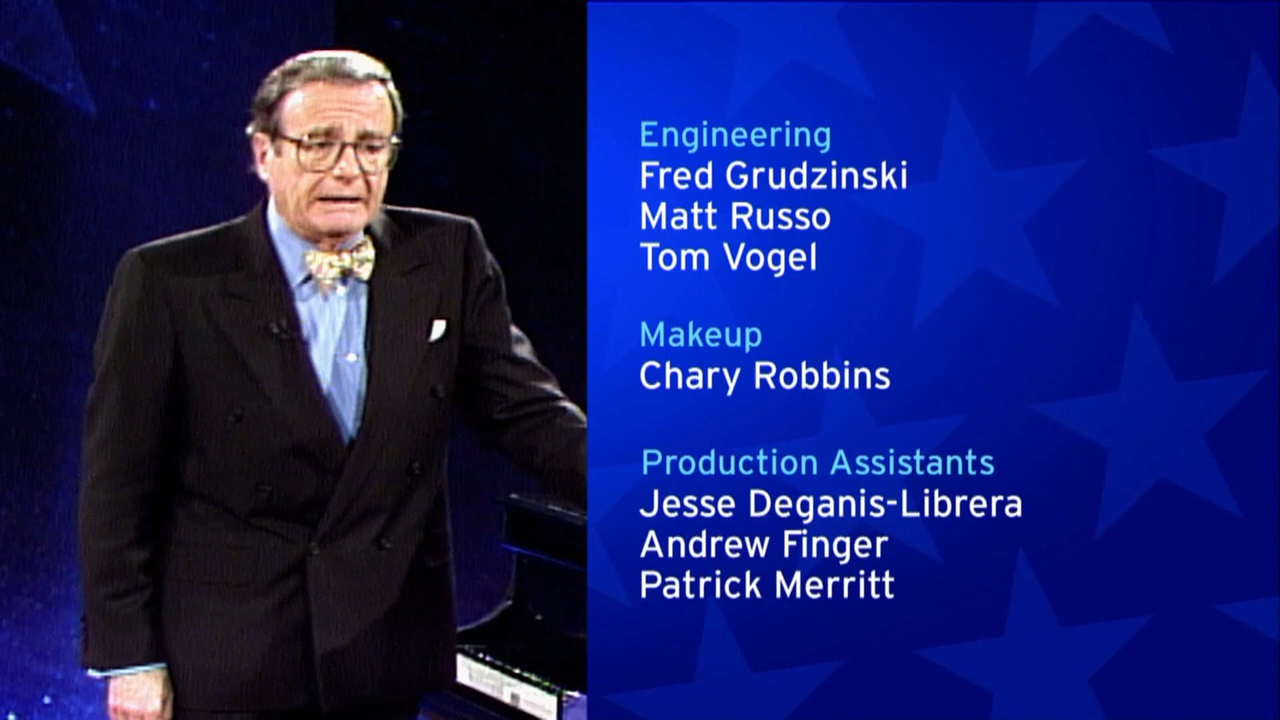 Engineering
Fred Grudzinski
Matt Russo
Tom Vogel
Makeup
Chary Robbins
Production Assistants
Jesse Deganis-Librera
Andrew Finger
Patrick Merritt